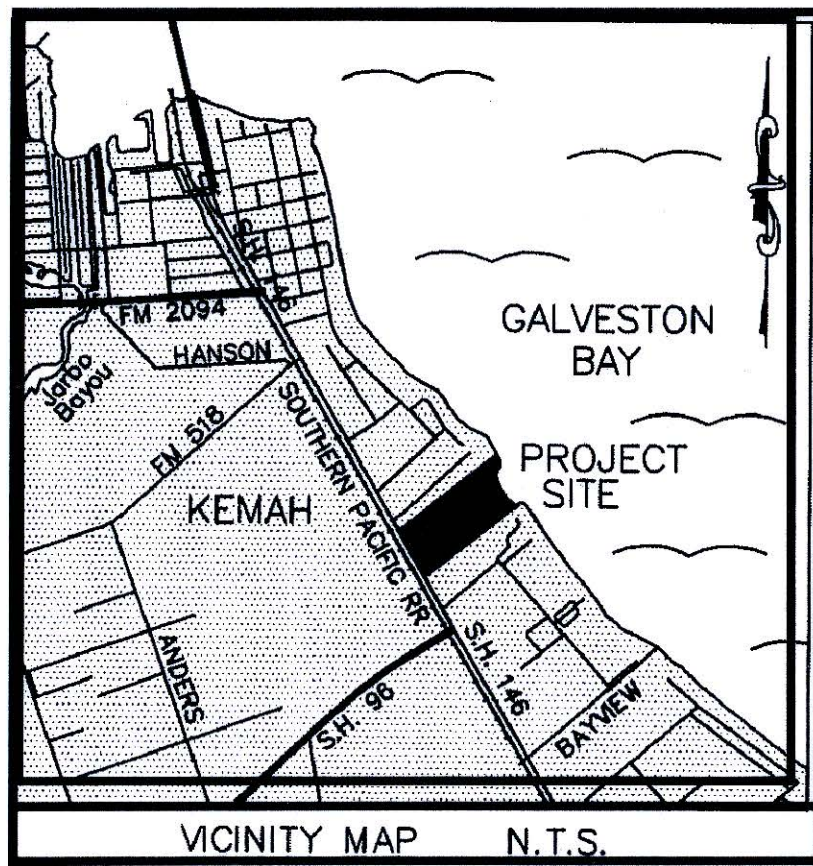 S.H. 146
FM 2094
HANSON
Jarbo
Bayou
FM 518
GALVESTON
BAY
SOUTHERN PACIFIC RR.
PROJECT
SITE
KEMAH
ANDERS
S.H. 96
S.H. 146
BAYVIEW
VICINITY MAP N.T.S.